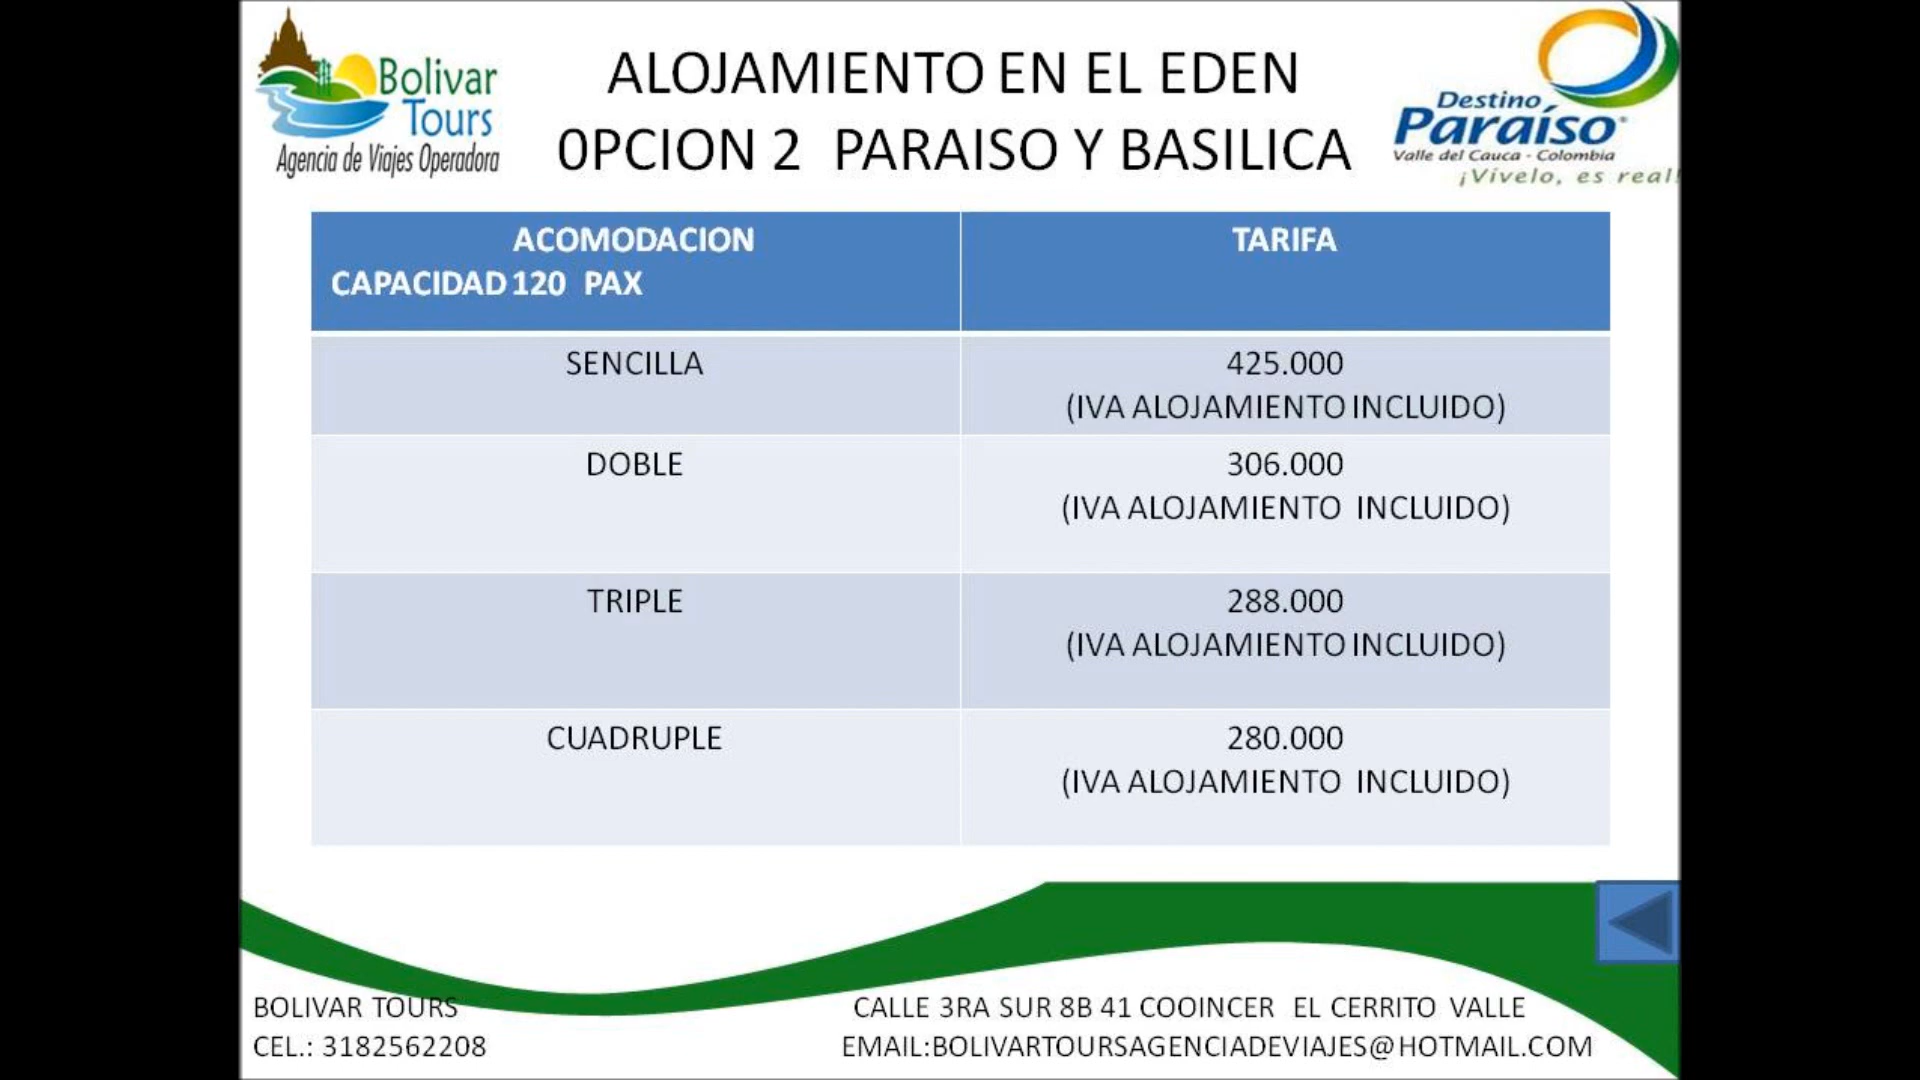 Bolivar
Tours
Agencia de Viajes Operadora
ALOJAMIENTO EN EL EDEN
0PCION 2 PARAISO Y BASILICA
Destino
Paraíso
Valle del Cauca - Colombia
¡Vívelo, es real!
ACOMODACION
CAPACIDAD 120 PAX
TARIFA
SENCILLA
425.000
(IVA ALOJAMIENTO INCLUIDO)
DOBLE
306.000
(IVA ALOJAMIENTO INCLUIDO)
TRIPLE
288.000
(IVA ALOJAMIENTO INCLUIDO)
CUADRUPLE
280.000
(IVA ALOJAMIENTO INCLUIDO)
BOLIVAR TOURS
CEL.: 3182562208
CALLE 3RA SUR 8B 41 COOINCER EL CERRITO VALLE
EMAIL:BOLIVARTOURSAGENCIADEVIAJES@HOTMAIL.COM